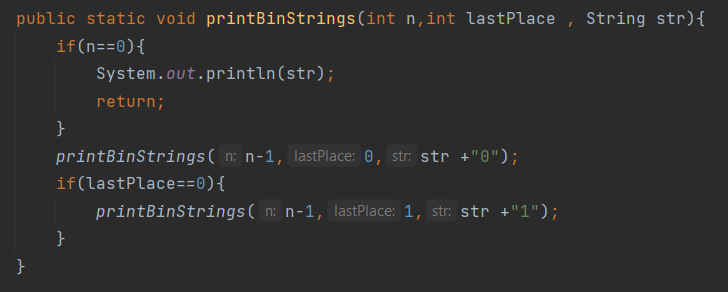 public static void printBinStrings(int n,int lastPlace , String str){
if(n==0){
System.out.println(str);
return;
}
printBinStrings( n: n-1, lastPlace: 0, str: str +"0");
if(lastPlace==0){
printBinStrings( n: n-1, lastPlace: 1, str: str +"1");
}
}